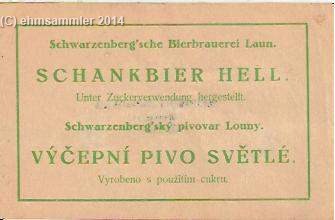 (C) ehmsammler 2014
Schwarzenberg'sche Bierbrauerei Laun.
SCHANKBIER HELL.
Unter Zuckerverwendung hergestellt.
Schwarzenberg'ský pivovar Louny.
VÝČEPNÍ PIVO SVĚTLÉ.
Vyrobeno s použitím cukru.